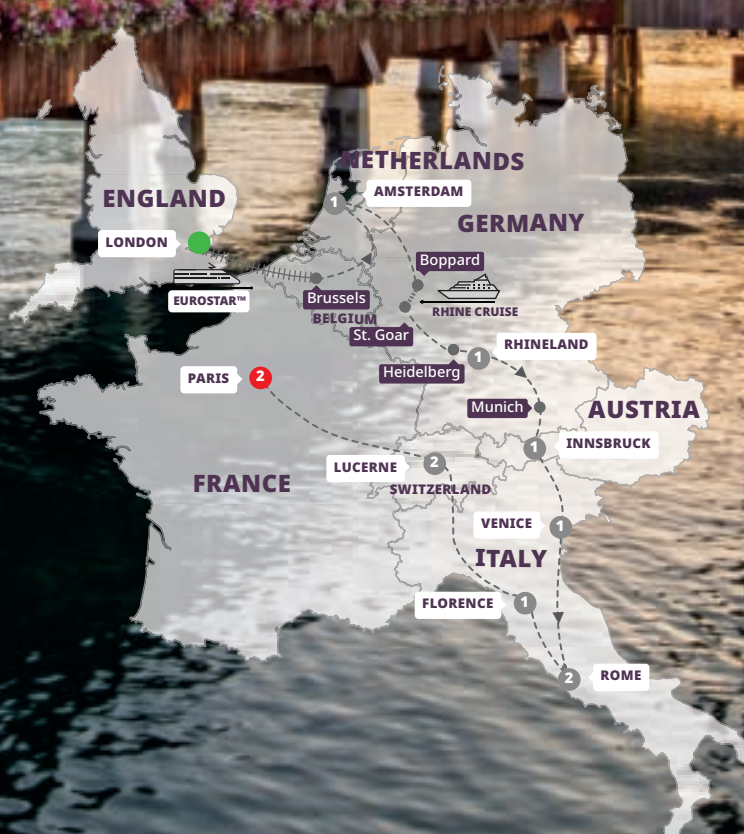 NETHERLANDS
1
AMSTERDAM
ENGLAND
GERMANY
LONDON
Boppard
EUROSTAR™
Brussels
BELGIUM
RHINE CRUISE
St. Goar
1
RHINELAND
Heidelberg
PARIS
2
Munich
AUSTRIA
1
INNSBRUCK
LUCERNE
2
SWITZERLAND
FRANCE
VENICE
1
ITALY
FLORENCE
1
2
ROME